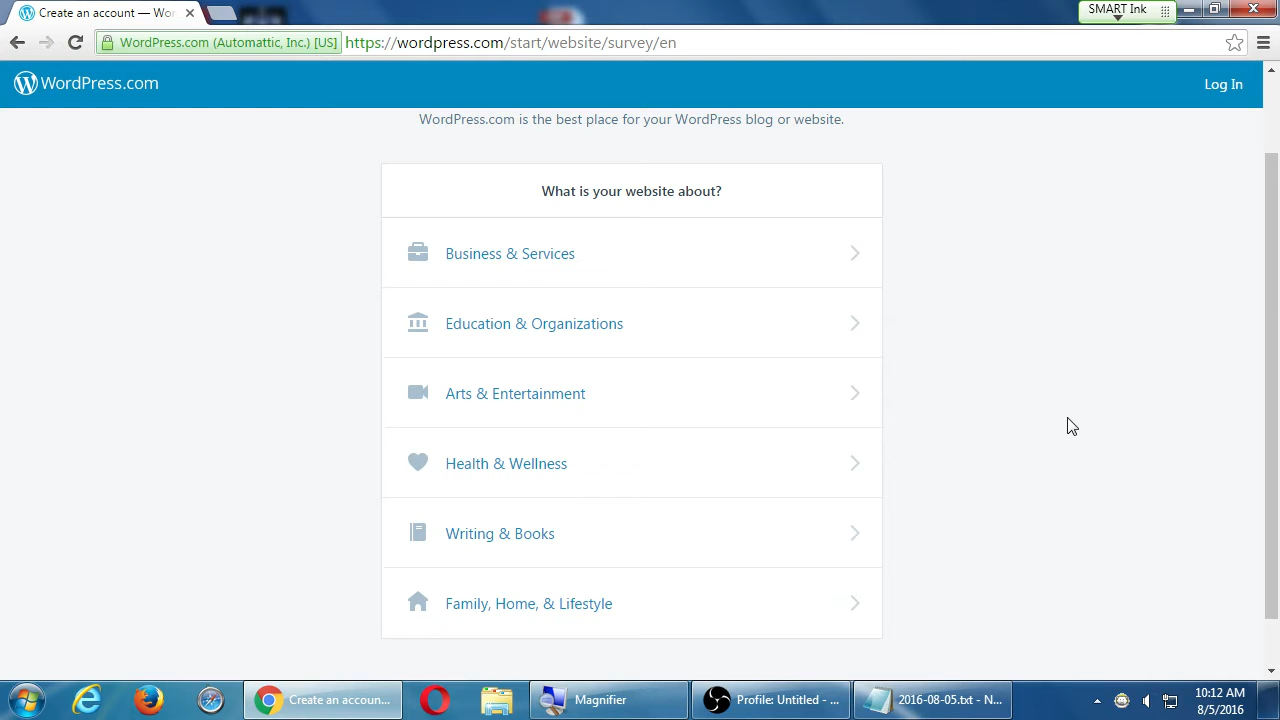 Create an account — Wor
SMART Ink
WordPress.com (Automattic, Inc.) [US]
https://wordpress.com/start/website/survey/en
WordPress.com
Log In
WordPress.com is the best place for your WordPress blog or website.
What is your website about?
Business & Services
Education & Organizations
Arts & Entertainment
Health & Wellness
Writing & Books
Family, Home, & Lifestyle
Create an accoun...
Magnifier
Profile: Untitled - ...
2016-08-05.txt - N...
10:12 AM
8/5/2016